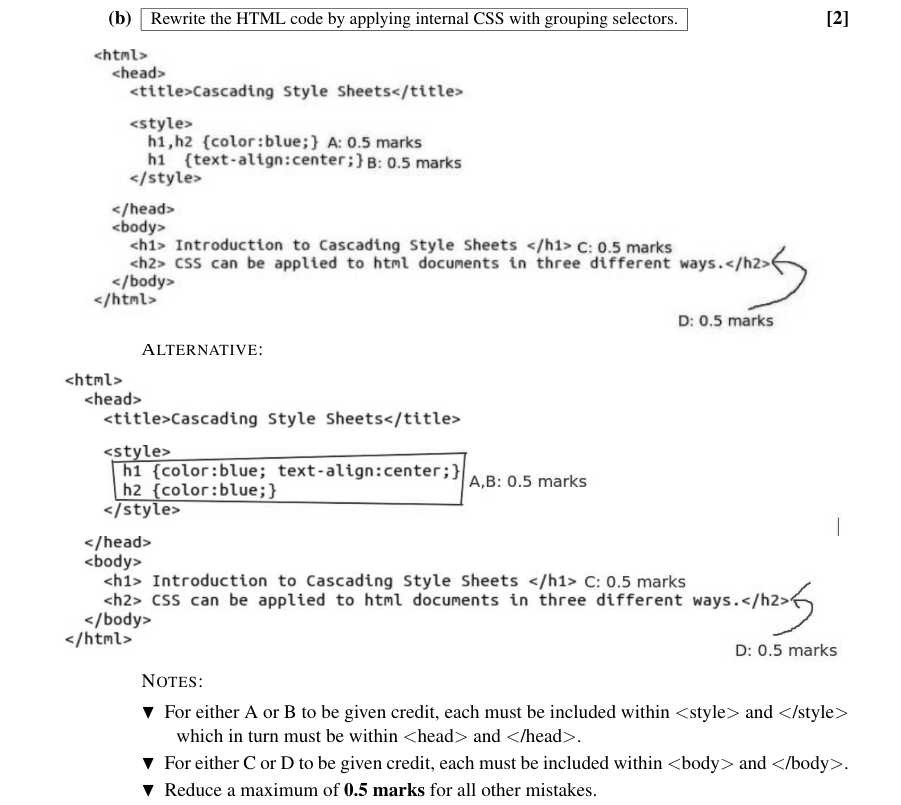 (b) Rewrite the HTML code by applying internal CSS with grouping selectors. [2]
<html>
<head>
<title>Cascading Style Sheets</title>
<style>
h1,h2 {color:blue;} A: 0.5 marks
h1 {text-align:center;} B: 0.5 marks
</style>
</head>
<body>
<h1> Introduction to Cascading Style Sheets </h1> C: 0.5 marks
<h2> CSS can be applied to html documents in three different ways.</h2>
</body>
</html>
D: 0.5 marks
ALTERNATIVE:
<html>
<head>
<title>Cascading Style Sheets</title>
<style>
h1 {color:blue; text-align:center;}
h2 {color:blue;}
A,B: 0.5 marks
</style>
</head>
<body>
<h1> Introduction to Cascading Style Sheets </h1> C: 0.5 marks
<h2> CSS can be applied to html documents in three different ways.</h2>
</body>
</html>
D: 0.5 marks
NOTES:
▼ For either A or B to be given credit, each must be included within <style> and </style>
which in turn must be within <head> and </head>.
▼ For either C or D to be given credit, each must be included within <body> and </body>.
▼ Reduce a maximum of 0.5 marks for all other mistakes.